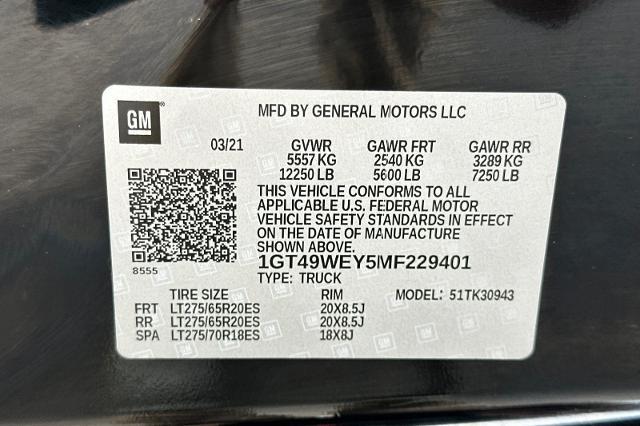 GM
MFD BY GENERAL MOTORS LLC
03/21 GVWR GAWR FRT GAWR RR
5557 KG 2540 KG 3289 KG
12250 LB 5600 LB 7250 LB
THIS VEHICLE CONFORMS TO ALL
APPLICABLE U.S. FEDERAL MOTOR
VEHICLE SAFETY STANDARDS IN EFFECT
ON THE DATE OF MANUFACTURE
SHOWN ABOVE.
8555
1GT49WEY5MF229401
TYPE: TRUCK
TIRE SIZE RIM MODEL: 51TK30943
FRT LT275/65R20ES 20X8.5J
RR LT275/65R20ES 20X8.5J
SPA LT275/70R18ES 18X8J